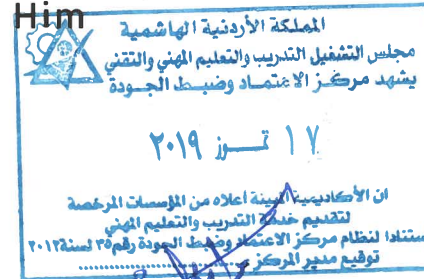 Him
المملكة الأردنية الهاشمية
مجلس التشغيل التدريب والتعليم المهني والتقني
يشهد مركز الاعتماد وضبط الجودة
١٧ تموز ٢٠١٩
ان الأكاديمية المبينة أعلاه من المؤسسات المرخصة
لتقديم خدمة التدريب والتعليم المهني
ستنادا لنظام مركز الاعتماد وضبط الجودة رقم ٣٥ لسنة ٢٠١٢
توقيع مدير المركز